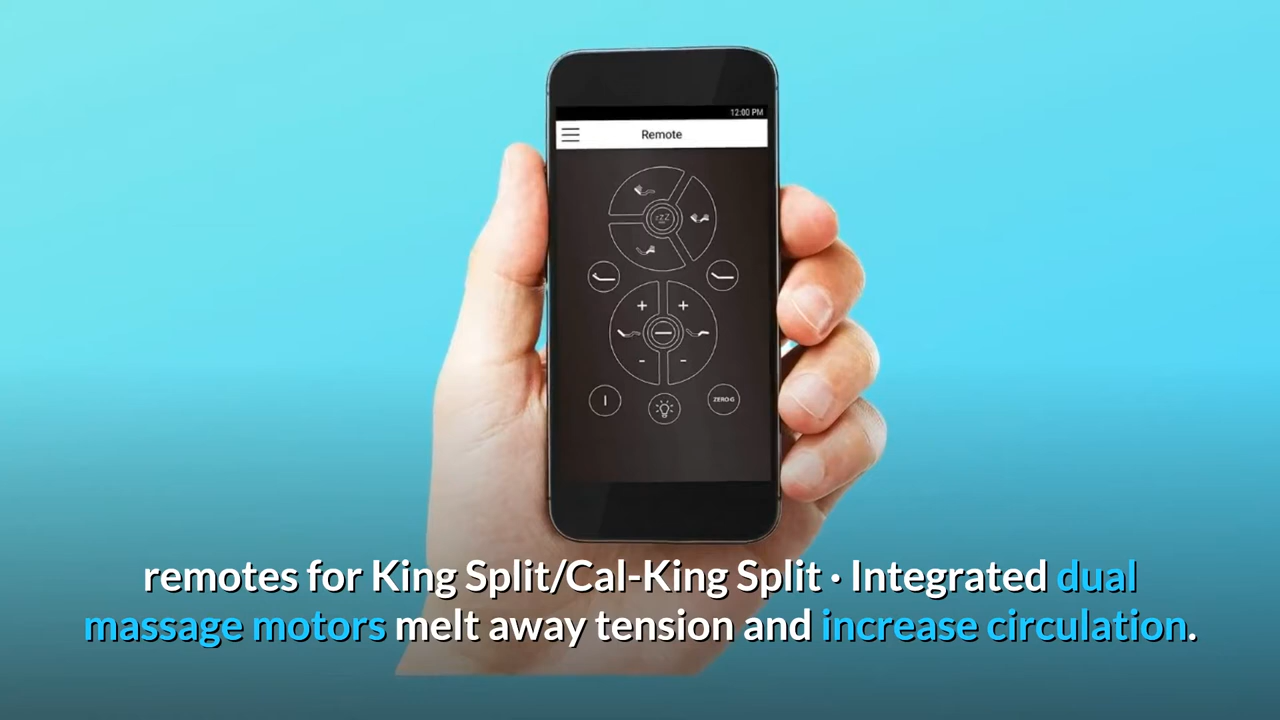 12:00 PM
Remote
zZZ
+ +
- -
I
ZERO-G
remotes for King Split/Cal-King Split · Integrated dual
massage motors melt away tension and increase circulation.